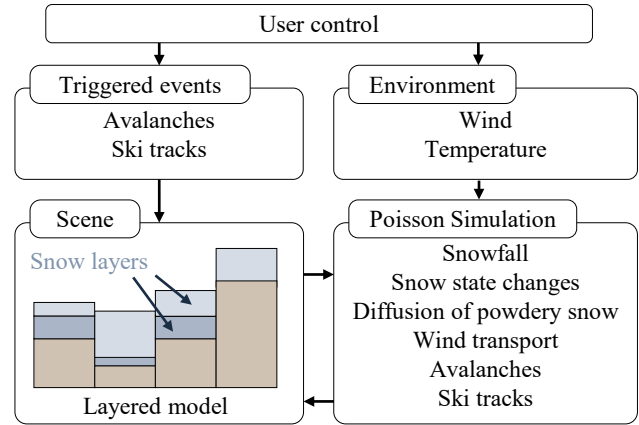 User control
Triggered events
Avalanches
Ski tracks
Environment
Wind
Temperature
Scene
Snow layers
Layered model
Poisson Simulation
Snowfall
Snow state changes
Diffusion of powdery snow
Wind transport
Avalanches
Ski tracks